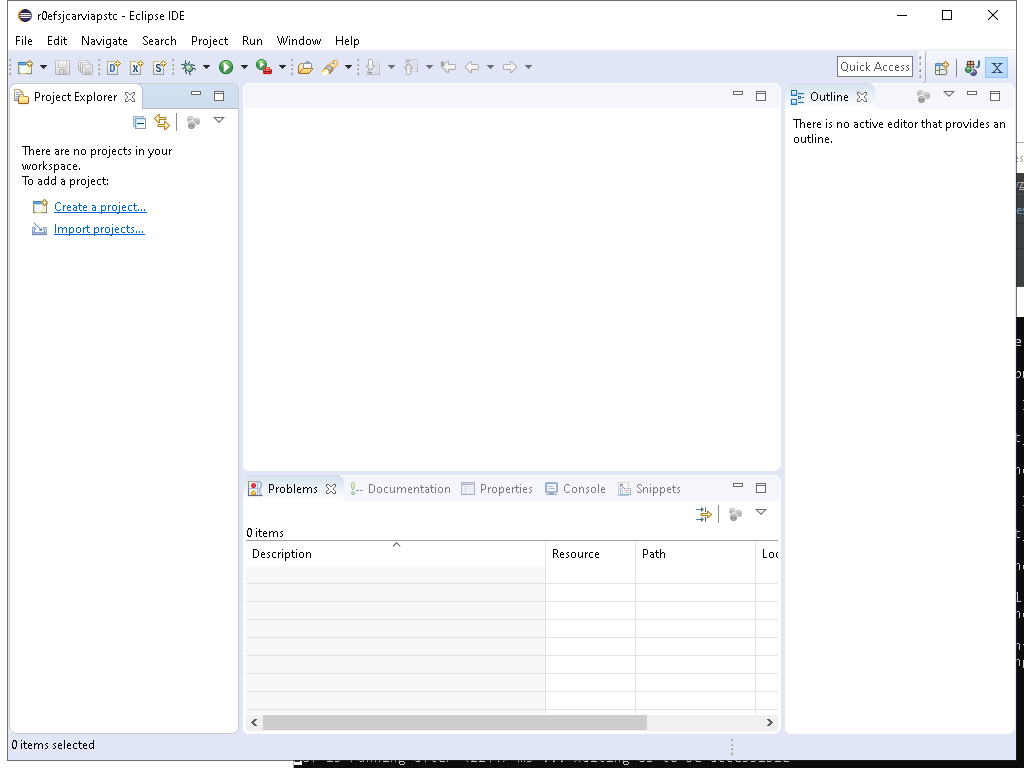 r0efsjcarviapstc - Eclipse IDE
File Edit Navigate Search Project Run Window Help
Quick Access
Project Explorer
Outline
There are no projects in your
workspace.
To add a project:
Create a project...
Import projects...
There is no active editor that provides an
outline.
Problems Documentation Properties Console Snippets
0 items
Description Resource Path Loc
0 items selected